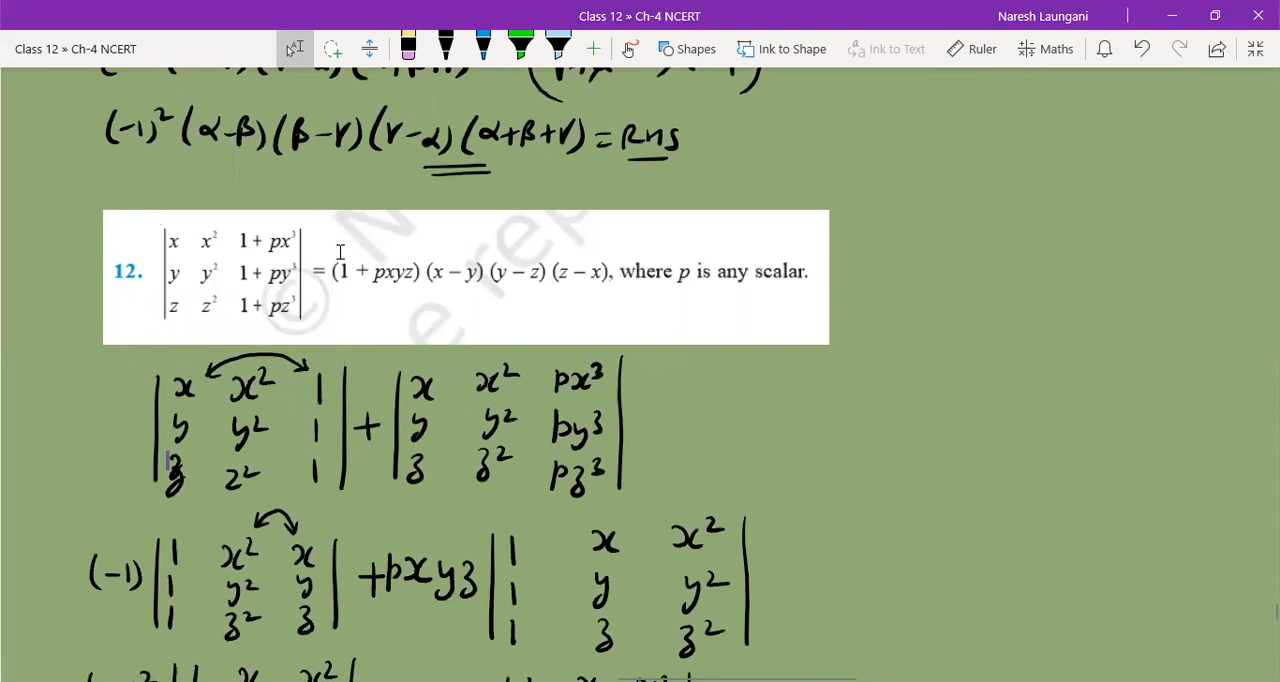 Class 12 » Ch-4 NCERT
Naresh Laungani
Class 12 » Ch-4 NCERT
Shapes
Ink to Shape
Ink to Text
Ruler
Maths
(-1)² (α-β)(β-γ)(γ-α)(α+β+γ) = RHS
12. | x x² 1 + px³ |
| y y² 1 + py³ | = (1 + pxyz) (x – y) (y – z) (z – x), where p is any scalar.
| z z² 1 + pz³ |
| x x² 1 | + | x x² px³ |
| y y² 1 | | y y² py³ |
| z z² 1 | | z z² pz³ |
(-1) | 1 x² x | + pxyz | 1 x x² |
| 1 y² y | | 1 y y² |
| 1 z² z | | 1 z z² |